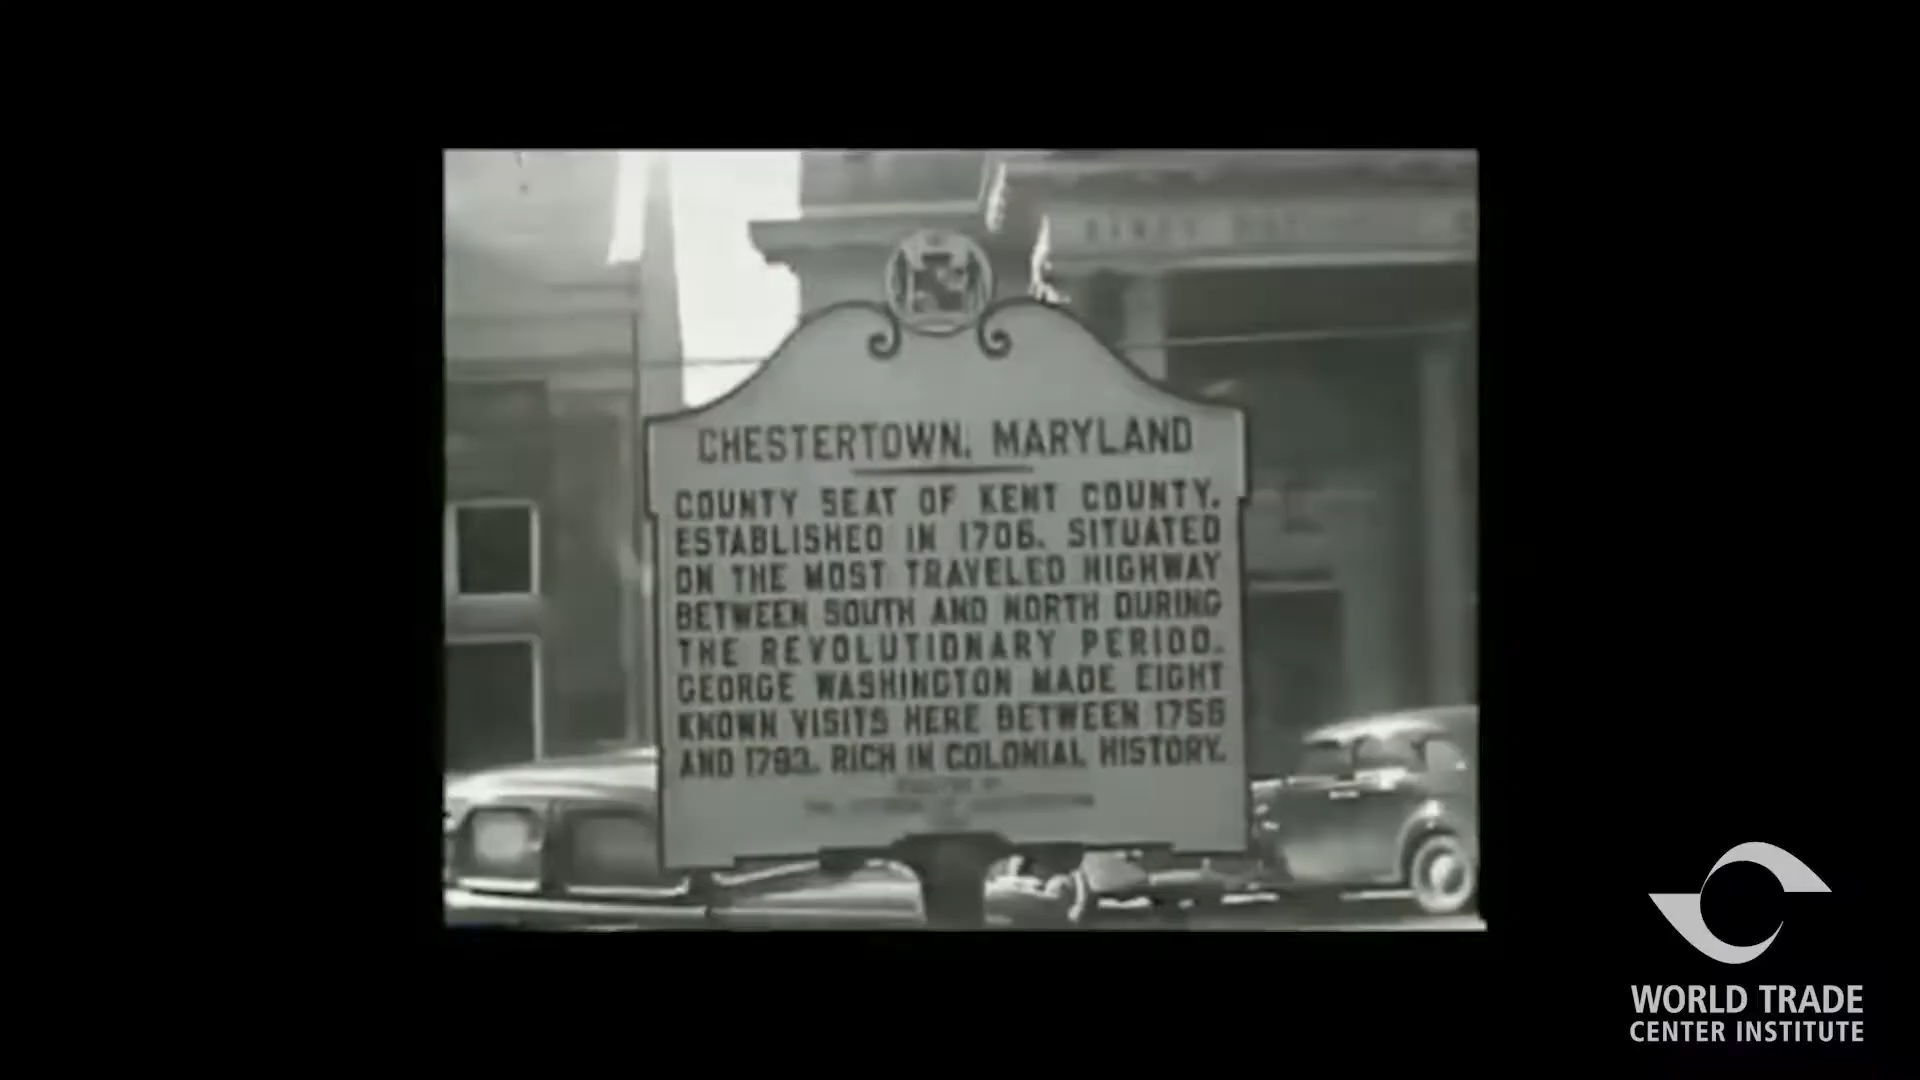 CHESTERTOWN, MARYLAND
COUNTY SEAT OF KENT COUNTY.
ESTABLISHED IN 1706. SITUATED
ON THE MOST TRAVELED HIGHWAY
BETWEEN SOUTH AND NORTH DURING
THE REVOLUTIONARY PERIOD.
GEORGE WASHINGTON MADE EIGHT
KNOWN VISITS HERE BETWEEN 1756
AND 1793. RICH IN COLONIAL HISTORY.
WORLD TRADE
CENTER INSTITUTE